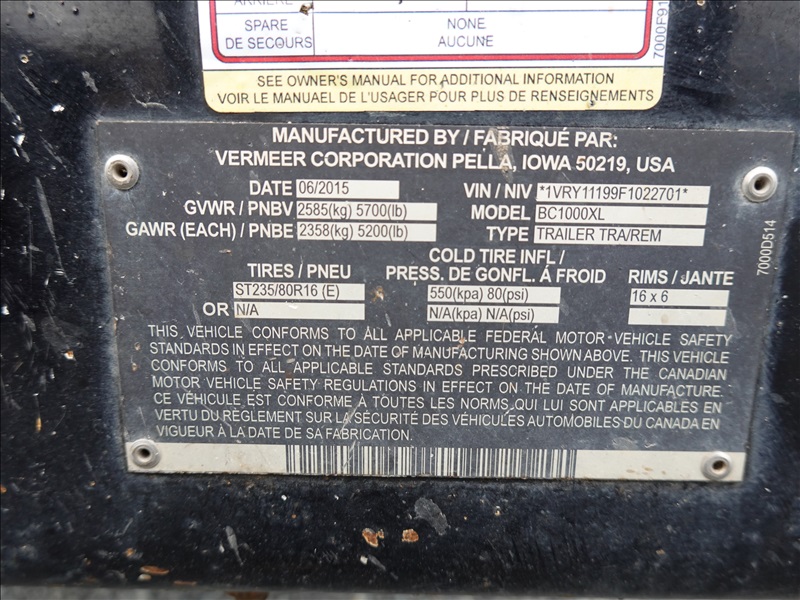 ARRIÈRE
SPARE
DE SECOURS
NONE
AUCUNE
7000F91
SEE OWNER'S MANUAL FOR ADDITIONAL INFORMATION
VOIR LE MANUAEL DE L'USAGER POUR PLUS DE RENSEIGNEMENTS
MANUFACTURED BY / FABRIQUÉ PAR:
VERMEER CORPORATION PELLA, IOWA 50219, USA
DATE 06/2015 VIN / NIV *1VRY11199F1022701*
GVWR / PNBV 2585(kg) 5700(lb) MODEL BC1000XL
GAWR (EACH) / PNBE 2358(kg) 5200(lb) TYPE TRAILER TRA/REM
COLD TIRE INFL /
TIRES / PNEU PRESS. DE GONFL. Á FROID RIMS / JANTE
ST235/80R16 (E) 550(kpa) 80(psi) 16 x 6
OR N/A N/A(kpa) N/A(psi)
7000D514
THIS VEHICLE CONFORMS TO ALL APPLICABLE FEDERAL MOTOR VEHICLE SAFETY
STANDARDS IN EFFECT ON THE DATE OF MANUFACTURING SHOWN ABOVE. THIS VEHICLE
CONFORMS TO ALL APPLICABLE STANDARDS PRESCRIBED UNDER THE CANADIAN
MOTOR VEHICLE SAFETY REGULATIONS IN EFFECT ON THE DATE OF MANUFACTURE.
CE VÉHICULE EST CONFORME À TOUTES LES NORMS QUI LUI SONT APPLICABLES EN
VERTU DU RÈGLEMENT SUR LA SÉCURITÉ DES VÉHICULES AUTOMOBILES DU CANADA EN
VIGUEUR À LA DATE DE SA FABRICATION.